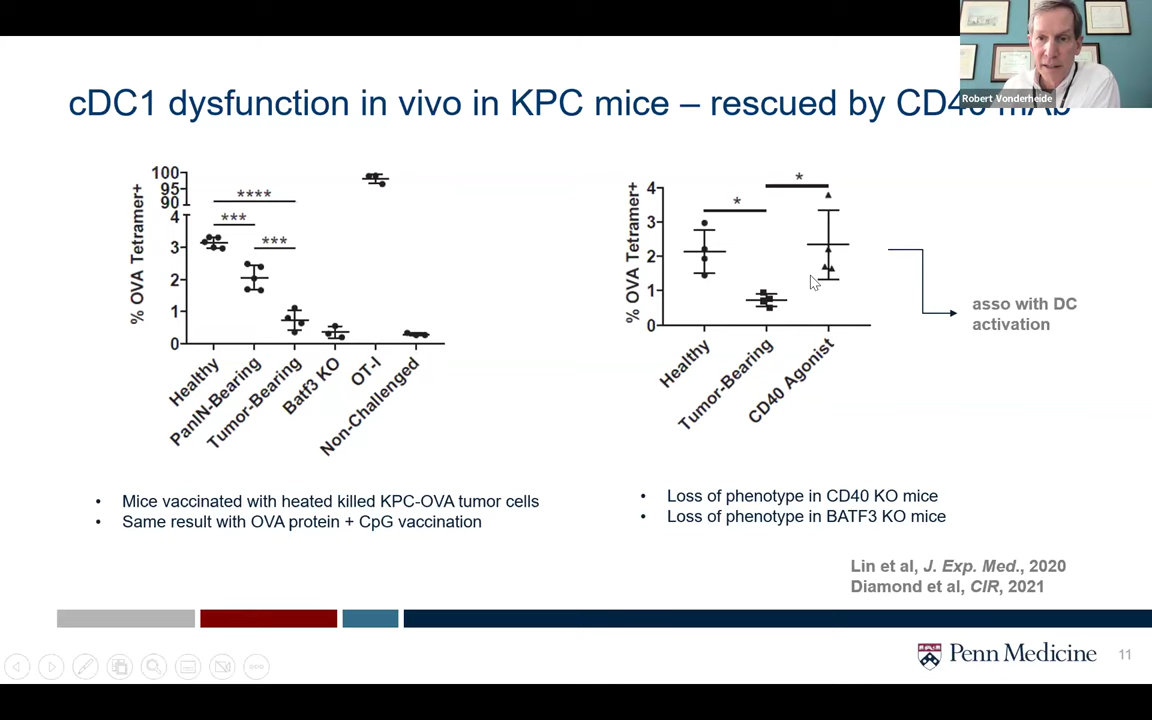 Robert Vonderheide
cDC1 dysfunction in vivo in KPC mice – rescued by CD40 mAb
% OVA Tetramer+
100
95
90
4
3
2
1
0
****
***
***
Healthy
PanIN-Bearing
Tumor-Bearing
Batf3 KO
OT-I
Non-Challenged
% OVA Tetramer+
4
3
2
1
0
*
*
Healthy
Tumor-Bearing
CD40 Agonist
asso with DC
activation
• Mice vaccinated with heated killed KPC-OVA tumor cells
• Same result with OVA protein + CpG vaccination
• Loss of phenotype in CD40 KO mice
• Loss of phenotype in BATF3 KO mice
Lin et al, J. Exp. Med., 2020
Diamond et al, CIR, 2021
Penn Medicine
11